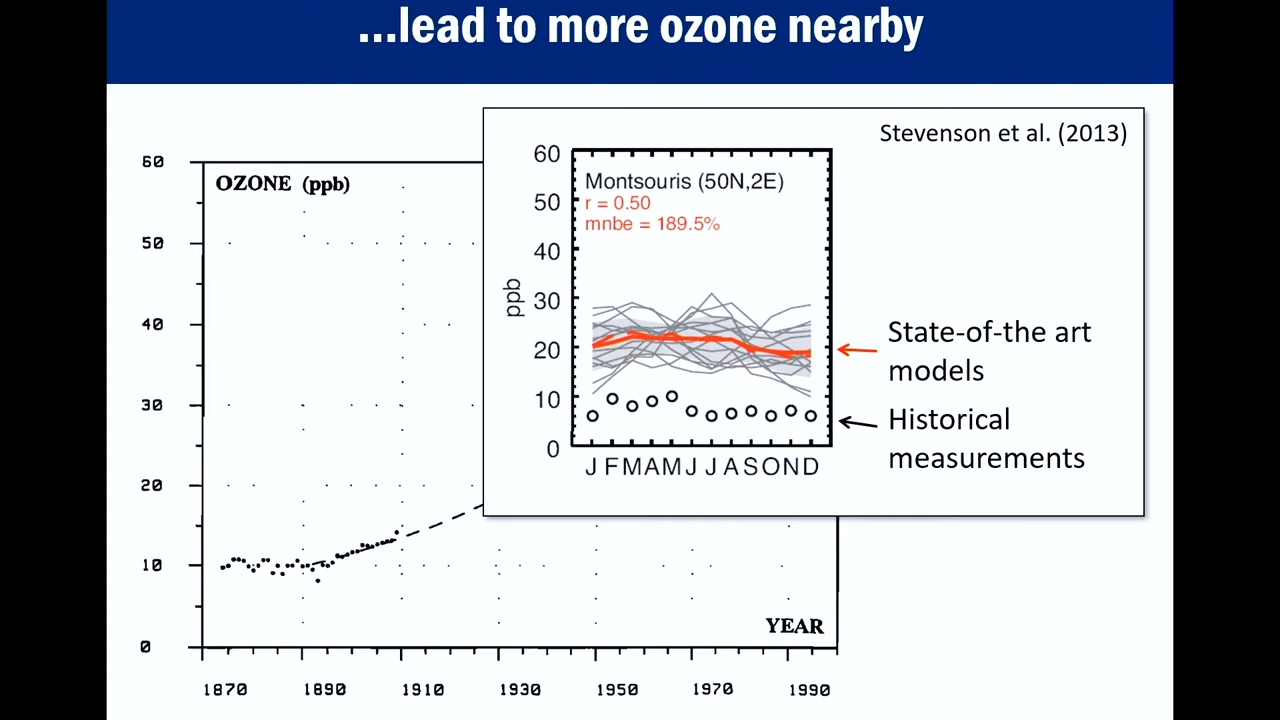 ...lead to more ozone nearby
Stevenson et al. (2013)
60
50
40
30
20
10
0
OZONE (ppb)
YEAR
1870 1890 1910 1930 1950 1970 1990
60
50
40
30
20
10
0
ppb
Montsouris (50N,2E)
r = 0.50
mnbe = 189.5%
J F M A M J J A S O N D
State-of-the art
models
Historical
measurements